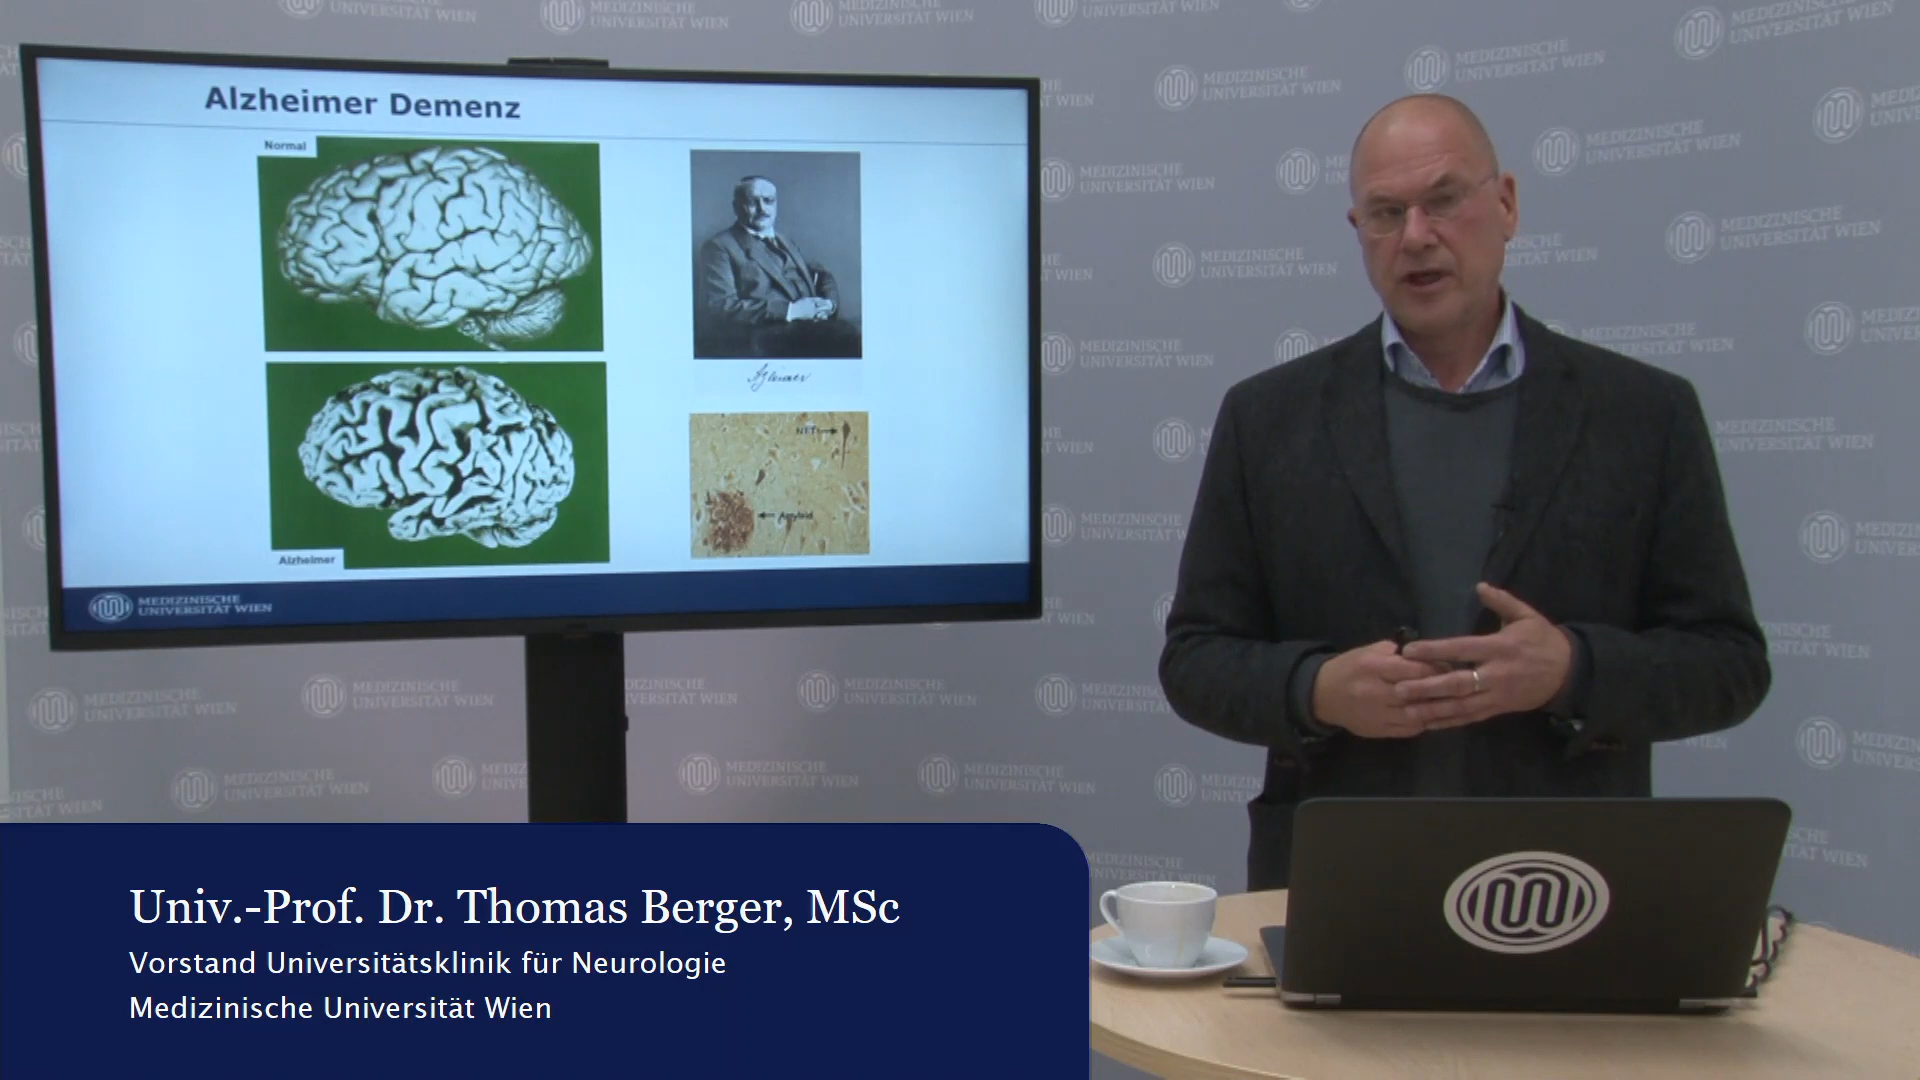 Alzheimer Demenz
Normal
Alzheimer
NFT
Amyloid
MEDIZINISCHE
UNIVERSITÄT WIEN
Univ.-Prof. Dr. Thomas Berger, MSc
Vorstand Universitätsklinik für Neurologie
Medizinische Universität Wien